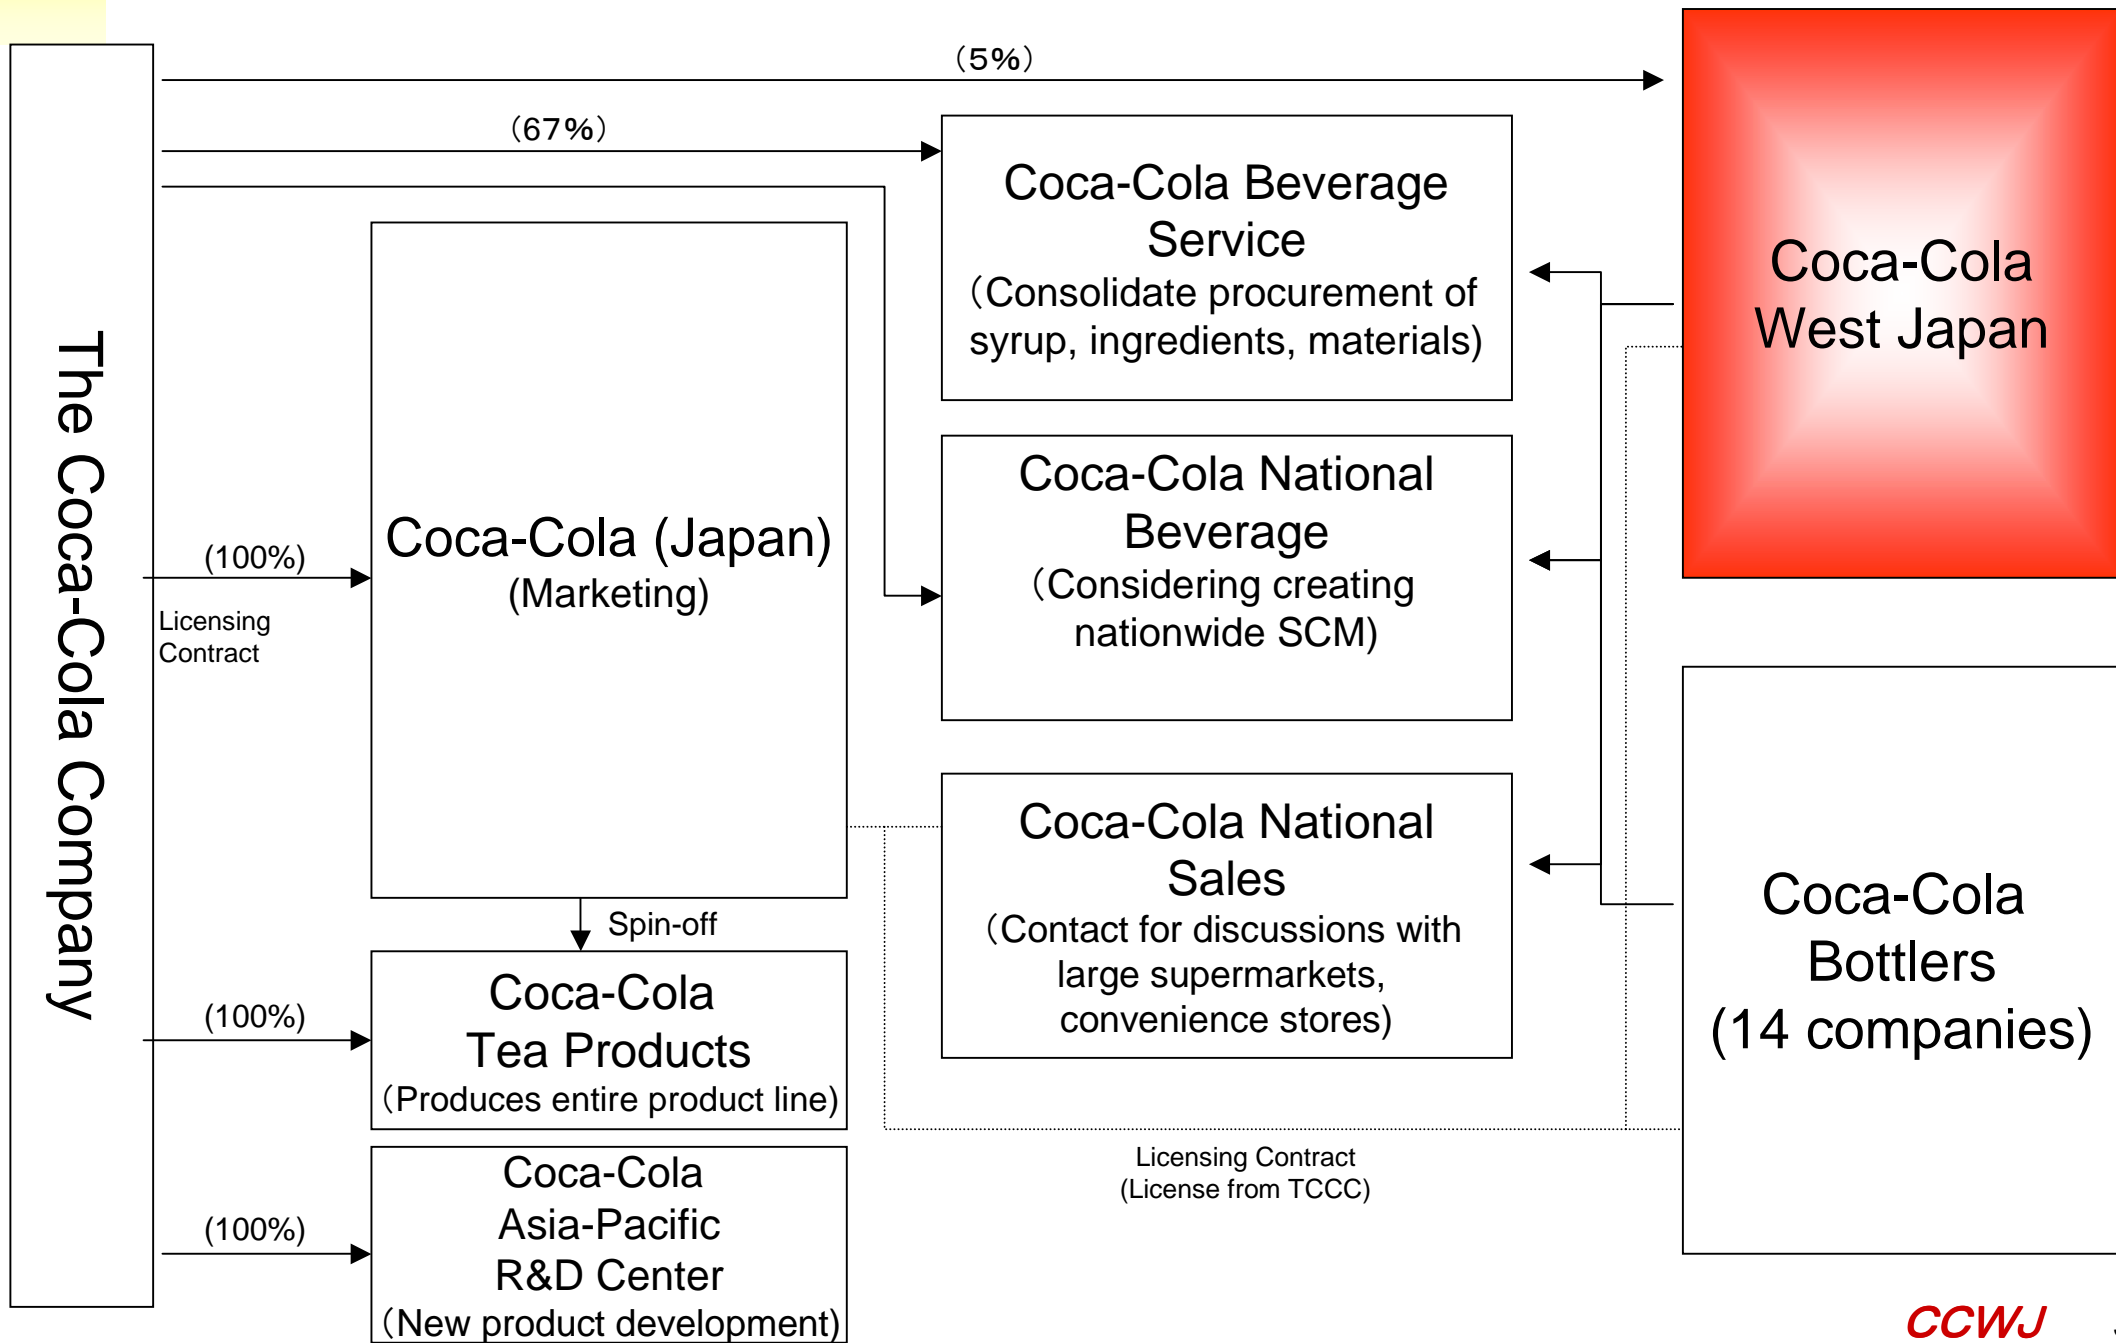 The Coca-Cola Company
（5%）
（67%）
(100%)
Licensing
Contract
(100%)
(100%)
Coca-Cola (Japan)
(Marketing)
Spin-off
Coca-Cola
Tea Products
（Produces entire product line)
Coca-Cola
Asia-Pacific
R&D Center
（New product development)
Coca-Cola Beverage
Service
（Consolidate procurement of
syrup, ingredients, materials)
Coca-Cola National
Beverage
（Considering creating
nationwide SCM)
Coca-Cola National
Sales
（Contact for discussions with
large supermarkets,
convenience stores)
Licensing Contract
(License from TCCC)
Coca-Cola
West Japan
Coca-Cola
Bottlers
(14 companies)
CCWJ